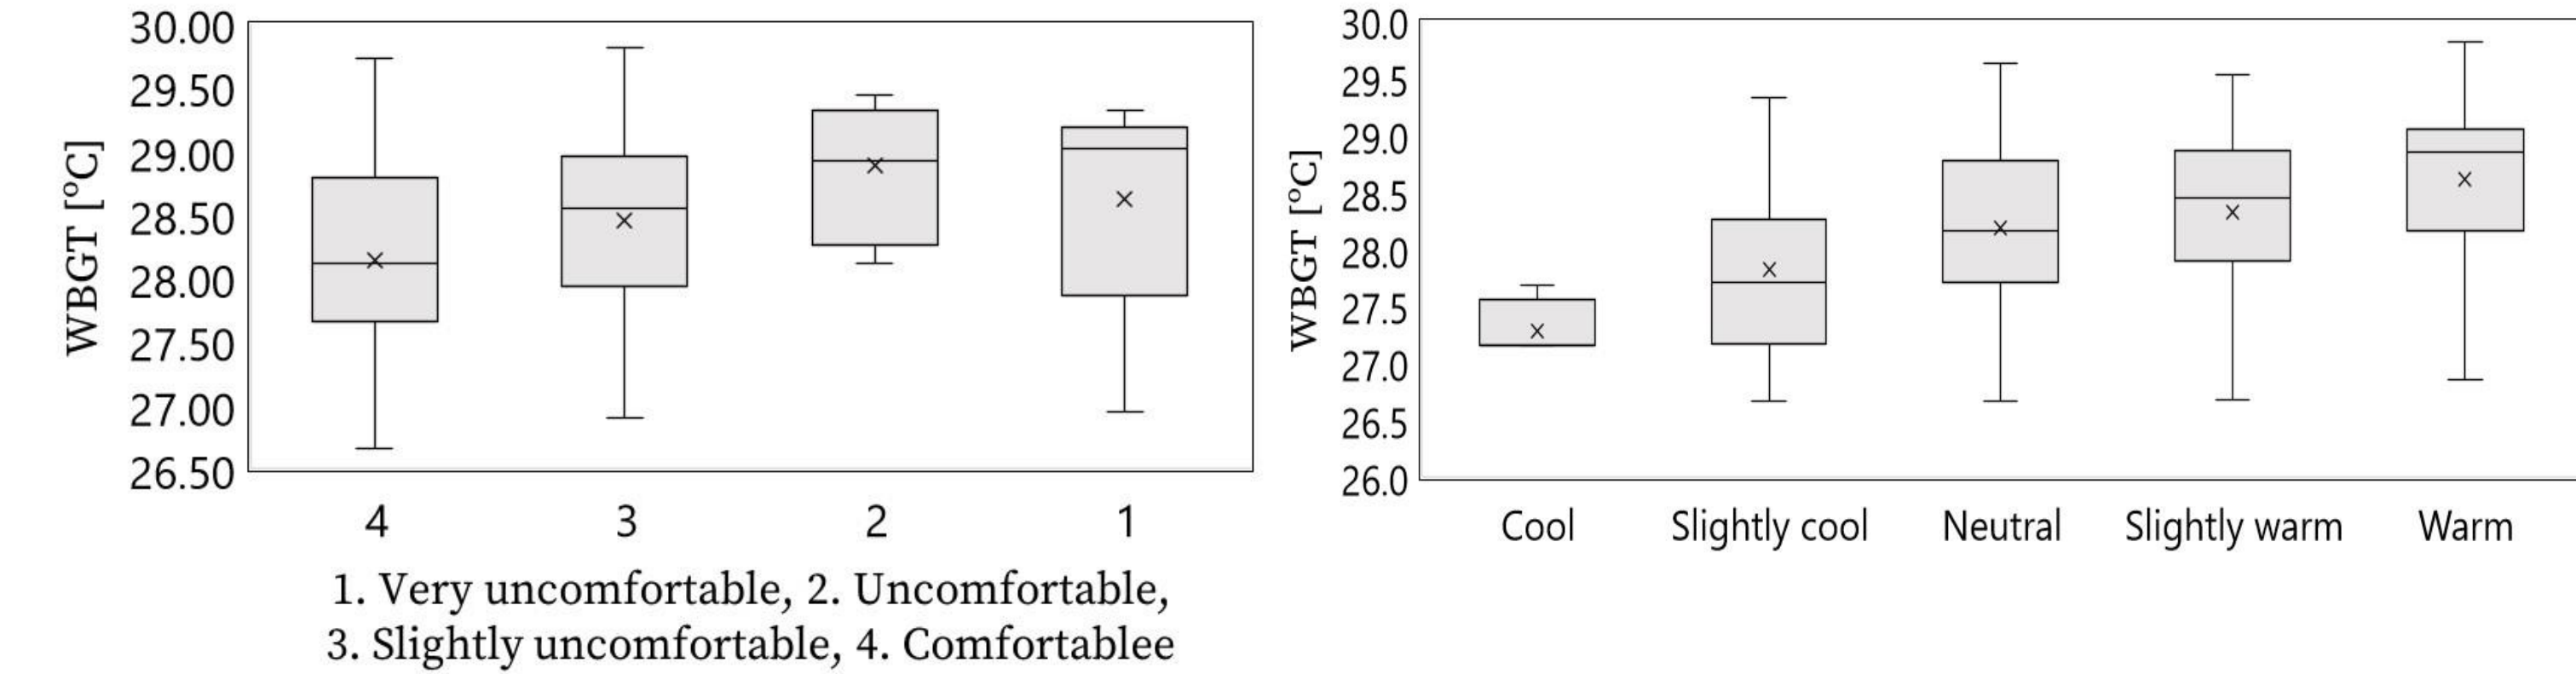 30.00
29.50
29.00
28.50
28.00
27.50
27.00
26.50
WBGT [°C]
4 3 2 1
1. Very uncomfortable, 2. Uncomfortable,
3. Slightly uncomfortable, 4. Comfortablee
30.0
29.5
29.0
28.5
28.0
27.5
27.0
26.5
26.0
WBGT [°C]
Cool Slightly cool Neutral Slightly warm Warm